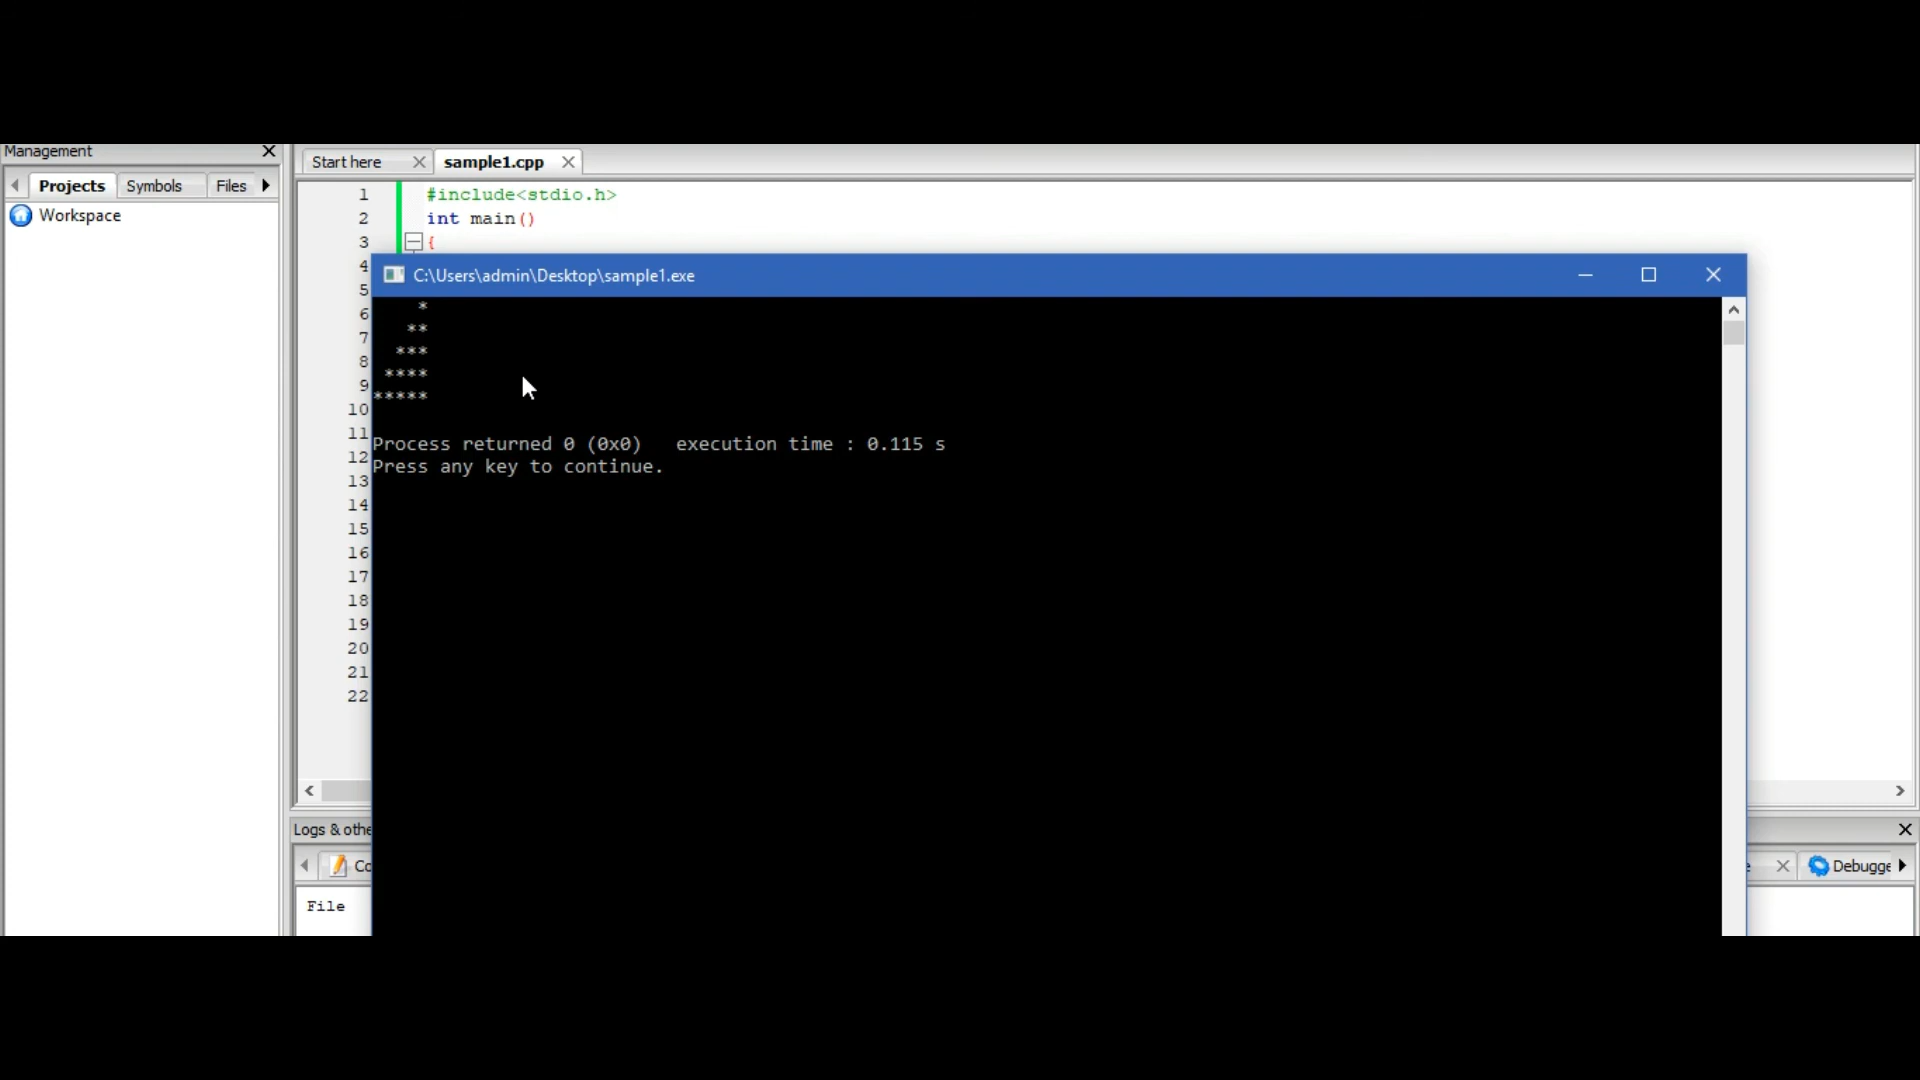 Management
Projects Symbols Files
Workspace
Start here sample1.cpp
1 #include<stdio.h>
2 int main()
3 {
4
5
6
7
8
9
10
11
12
13
14
15
16
17
18
19
20
21
22
C:\Users\admin\Desktop\sample1.exe
    *
   **
  ***
 ****
*****
Process returned 0 (0x0)   execution time : 0.115 s
Press any key to continue.
Logs & othe
Co
Debugge
File